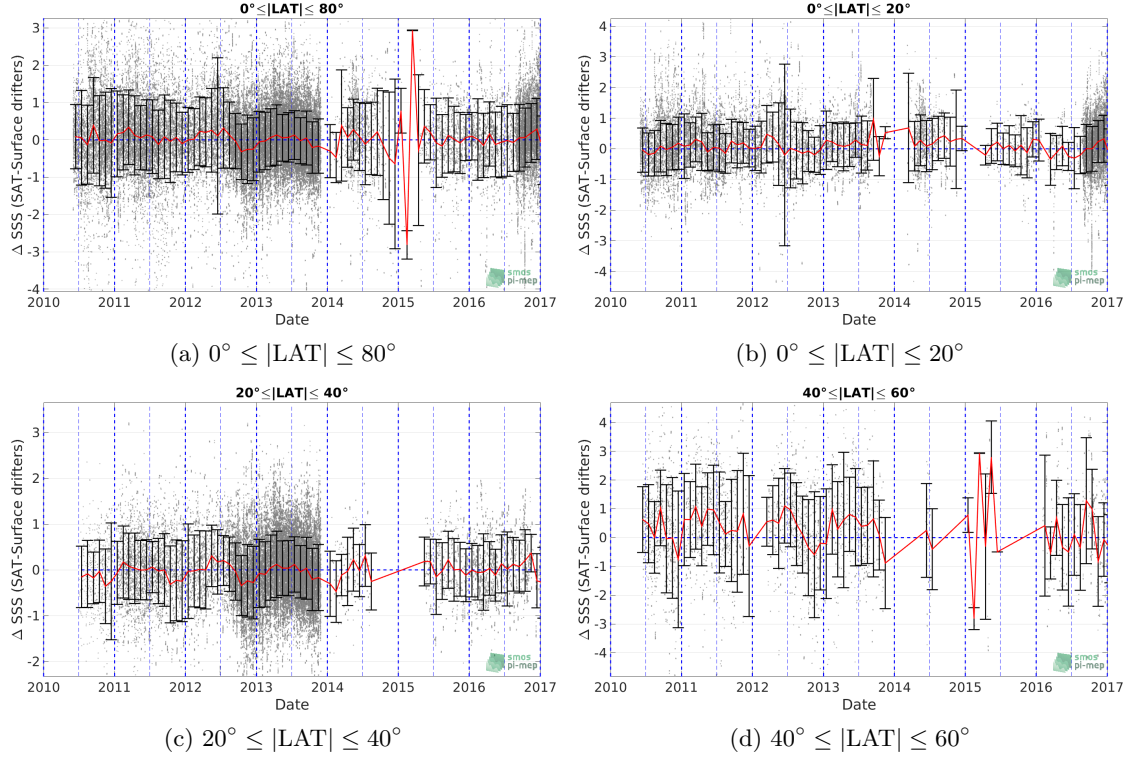 0°≤|LAT|≤ 80°
Δ SSS (SAT-Surface drifters)
3
2
1
0
-1
-2
-3
-4
2010 2011 2012 2013 2014 2015 2016 2017
Date
smos
pi-mep
(a) 0° ≤ |LAT| ≤ 80°
0°≤|LAT|≤ 20°
Δ SSS (SAT-Surface drifters)
4
3
2
1
0
-1
-2
-3
-4
2010 2011 2012 2013 2014 2015 2016 2017
Date
smos
pi-mep
(b) 0° ≤ |LAT| ≤ 20°
20°≤|LAT|≤ 40°
Δ SSS (SAT-Surface drifters)
3
2
1
0
-1
-2
2010 2011 2012 2013 2014 2015 2016 2017
Date
smos
pi-mep
(c) 20° ≤ |LAT| ≤ 40°
40°≤|LAT|≤ 60°
Δ SSS (SAT-Surface drifters)
4
3
2
1
0
-1
-2
-3
-4
2010 2011 2012 2013 2014 2015 2016 2017
Date
smos
pi-mep
(d) 40° ≤ |LAT| ≤ 60°